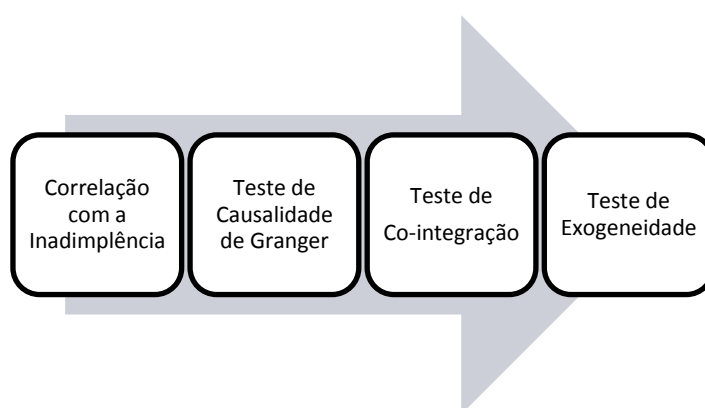 Correlação
com a
Inadimplência
Teste de
Causalidade
de Granger
Teste de
Co-integração
Teste de
Exogeneidade